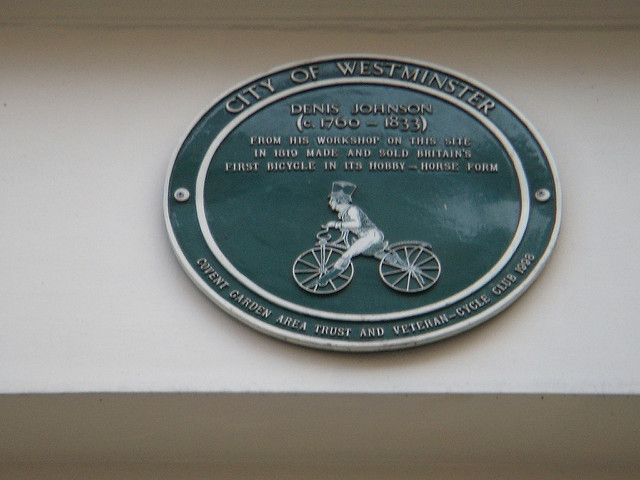 CITY OF WESTMINSTER
DENIS JOHNSON
(c. 1760 – 1833)
FROM HIS WORKSHOP ON THIS SITE
IN 1819 MADE AND SOLD BRITAIN'S
FIRST BICYCLE IN ITS HOBBY-HORSE FORM
COVENT GARDEN AREA TRUST AND VETERAN-CYCLE CLUB 1998